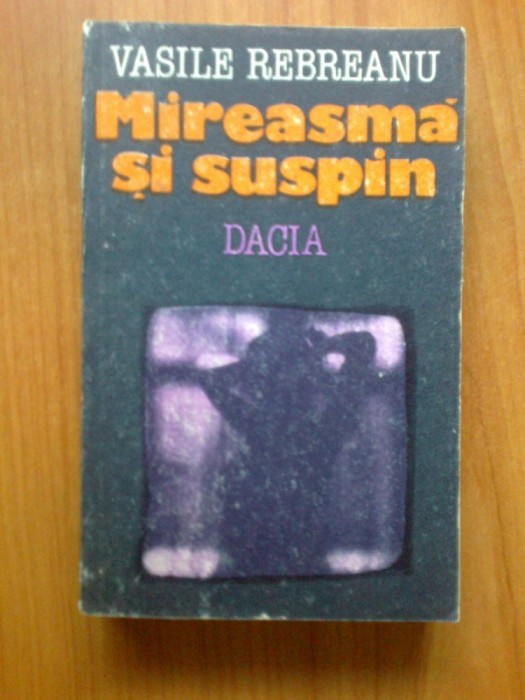 VASILE REBREANU
Mireasmă
și suspin
DACIA